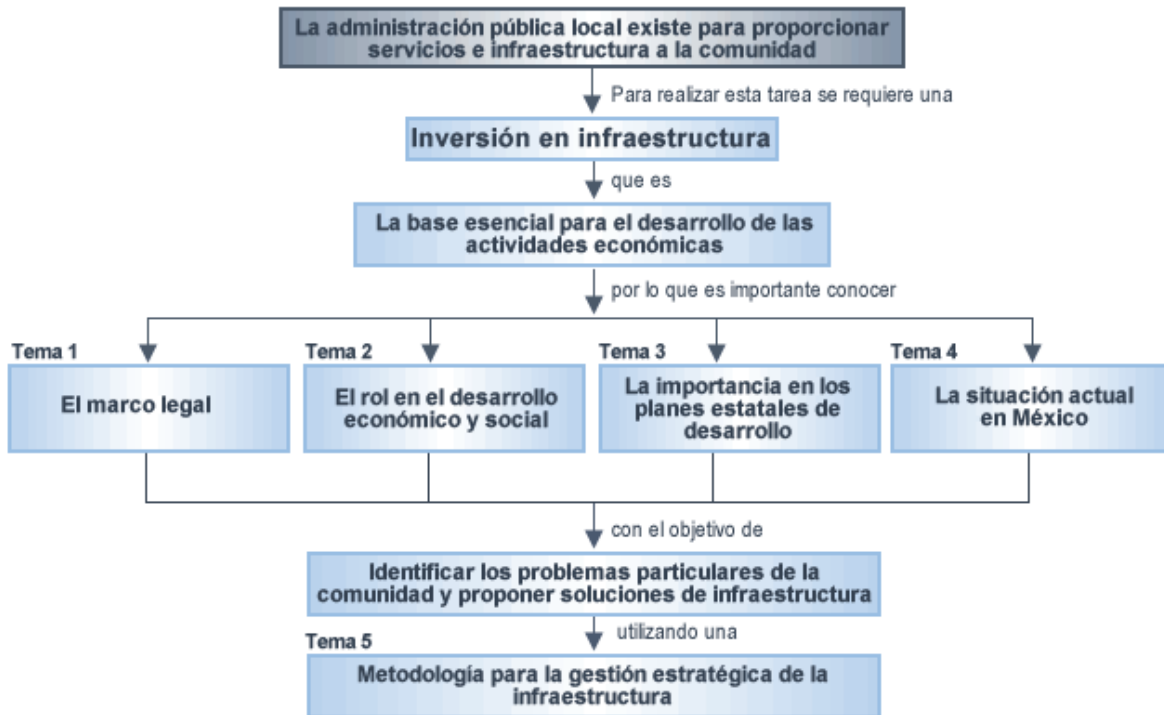 La administración pública local existe para proporcionar
servicios e infraestructura a la comunidad
Para realizar esta tarea se requiere una
Inversión en infraestructura
que es
La base esencial para el desarrollo de las
actividades económicas
por lo que es importante conocer
Tema 1
El marco legal
Tema 2
El rol en el desarrollo
económico y social
Tema 3
La importancia en los
planes estatales de
desarrollo
Tema 4
La situación actual
en México
con el objetivo de
Identificar los problemas particulares de la
comunidad y proponer soluciones de infraestructura
utilizando una
Tema 5
Metodología para la gestión estratégica de la
infraestructura